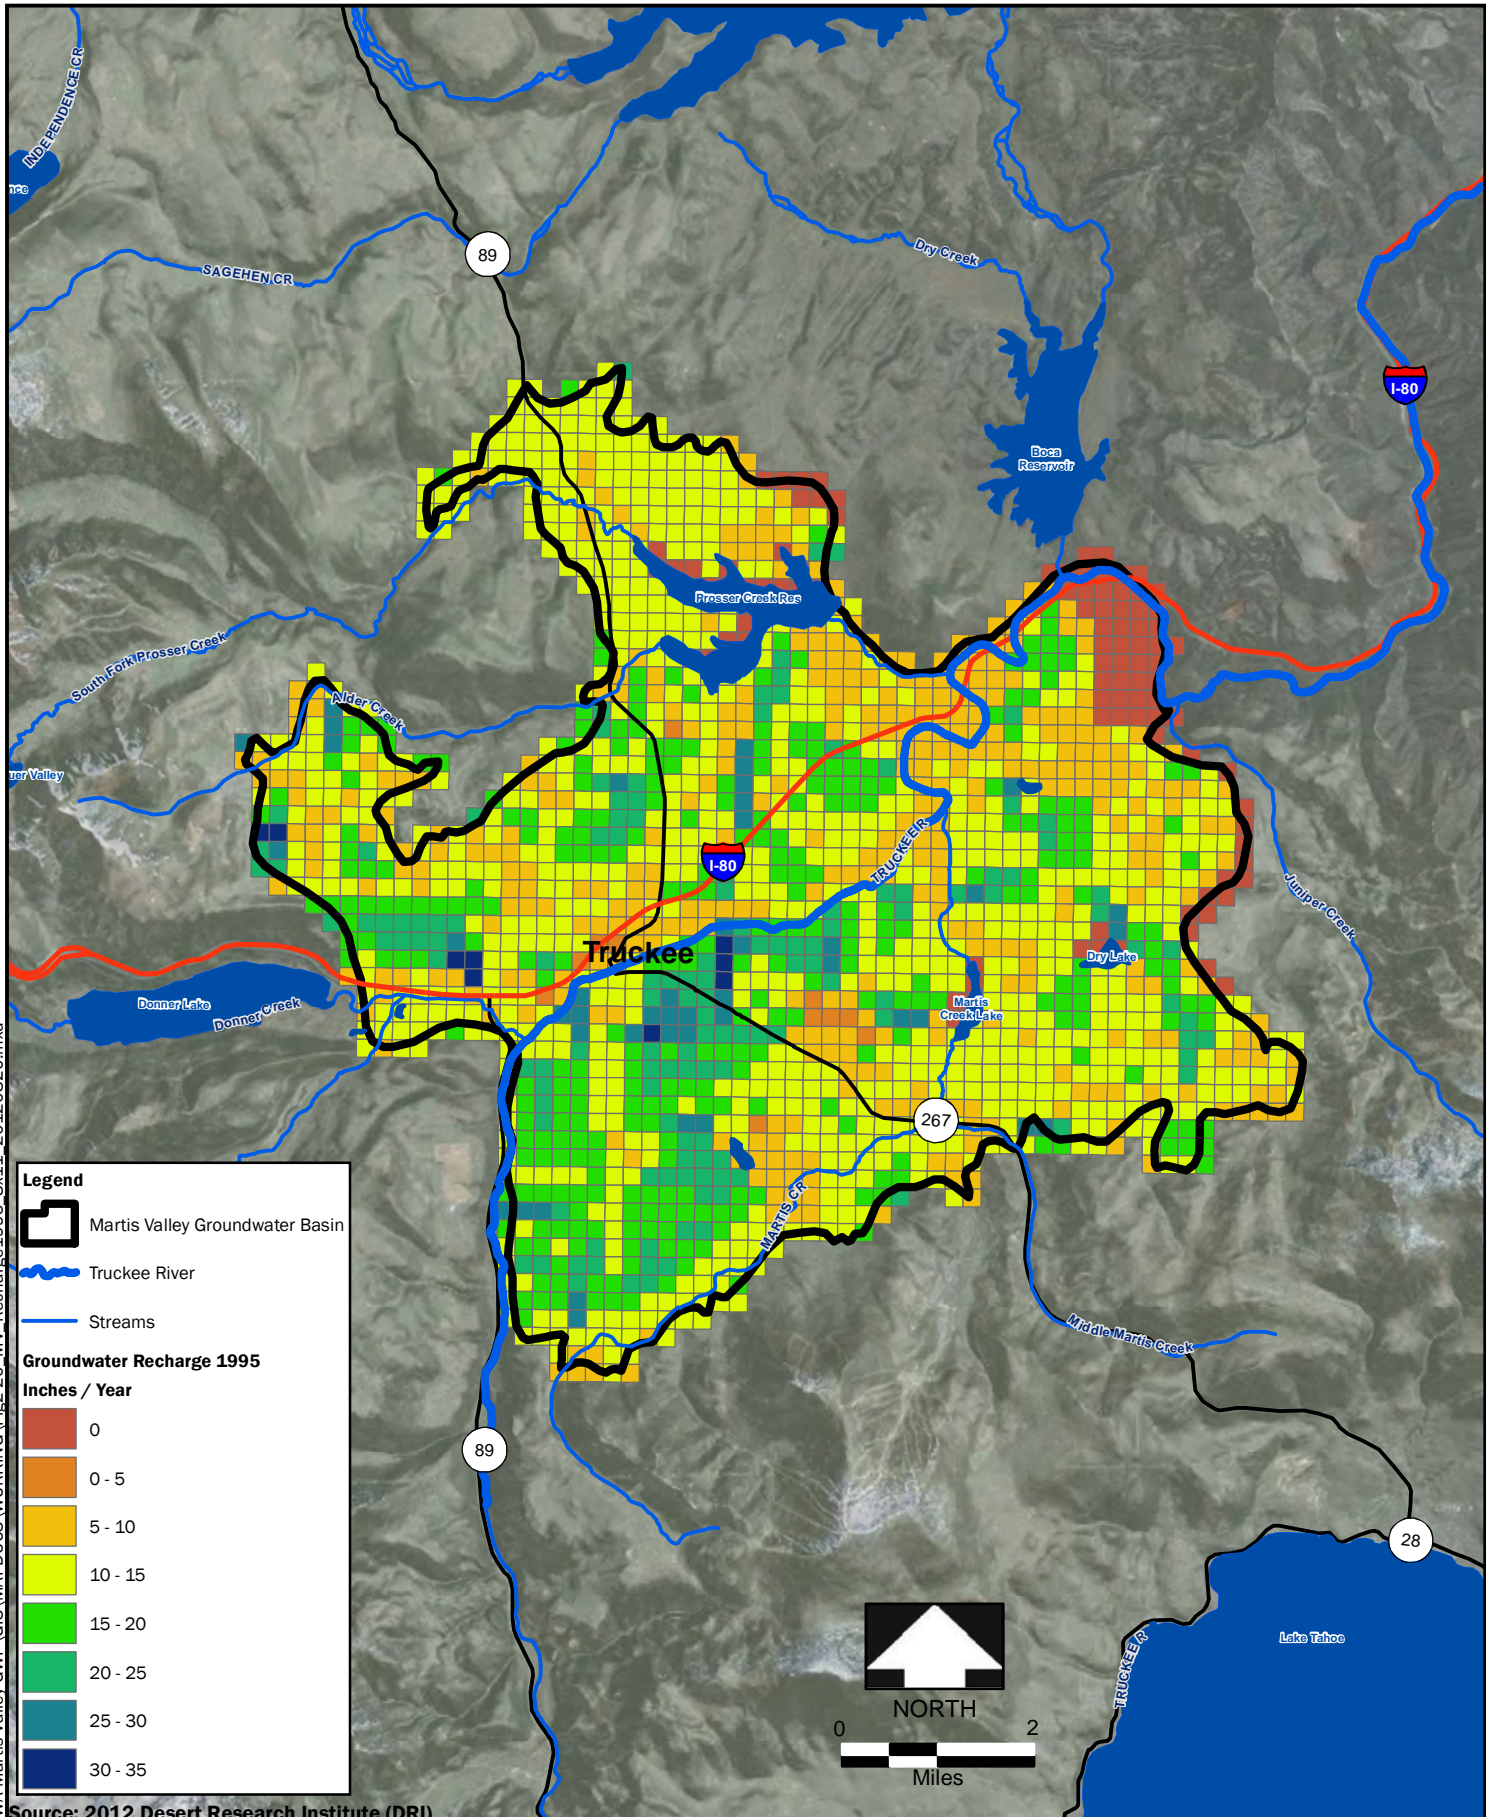 INDEPENDENCE CR
nce
SAGEHEN CR
89
Dry Creek
I-80
Boca
Reservoir
Prosser Creek Res
South Fork Prosser Creek
Alder Creek
uer Valley
I-80
TRUCKEE R
Juniper Creek
Truckee
Dry Lake
Donner Lake
Donner Creek
Martis
Creek Lake
267
MARTIS CR
Middle Martis Creek
89
28
Lake Tahoe
TRUCKEE R
Legend
Martis Valley Groundwater Basin
Truckee River
Streams
Groundwater Recharge 1995
Inches / Year
0
0 - 5
5 - 10
10 - 15
15 - 20
20 - 25
25 - 30
30 - 35
NORTH
0 2
Miles
Source: 2012 Desert Research Institute (DRI)